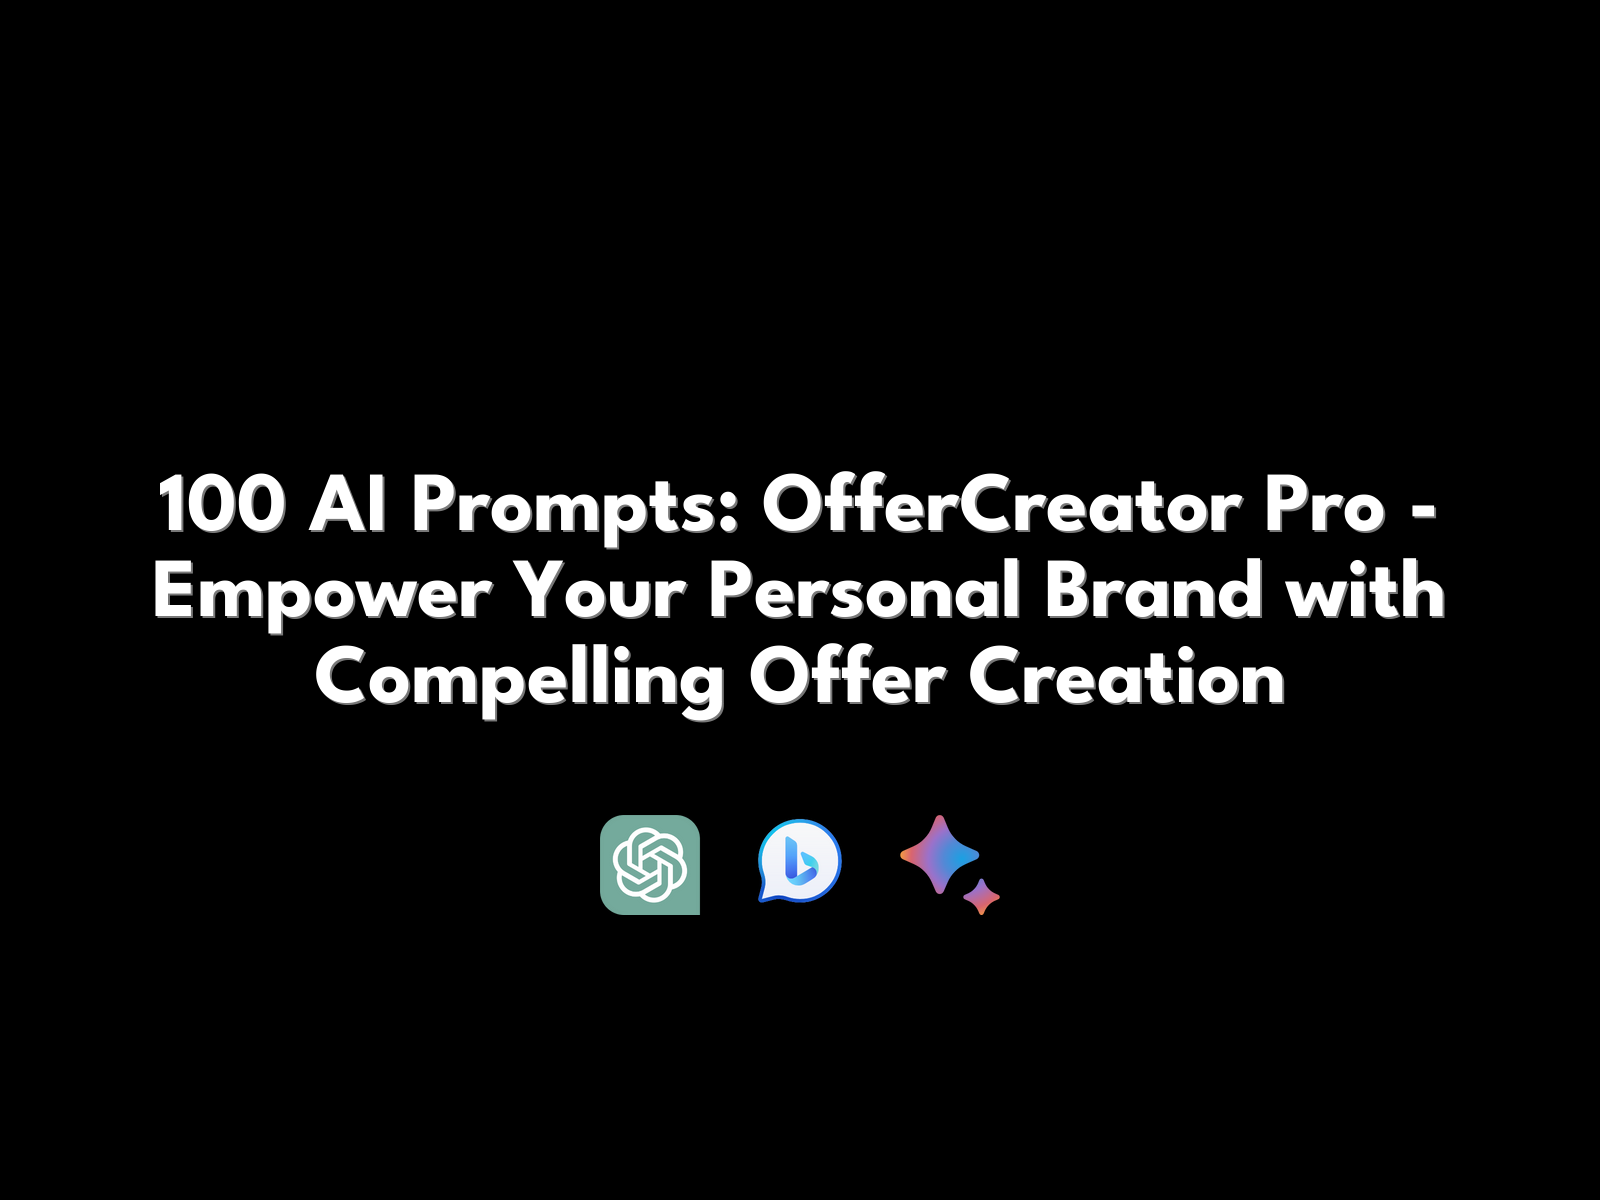 100 AI Prompts: OfferCreator Pro -
Empower Your Personal Brand with
Compelling Offer Creation